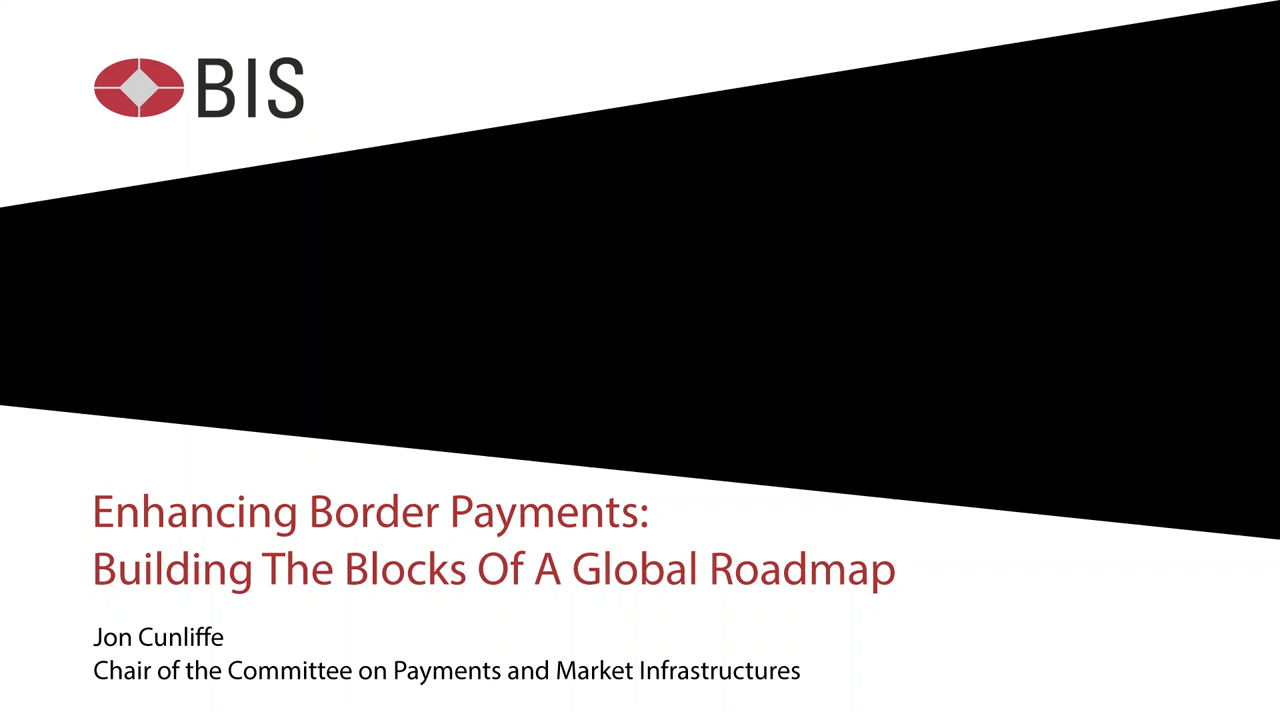 BIS
Enhancing Border Payments:
Building The Blocks Of A Global Roadmap
Jon Cunliffe
Chair of the Committee on Payments and Market Infrastructures